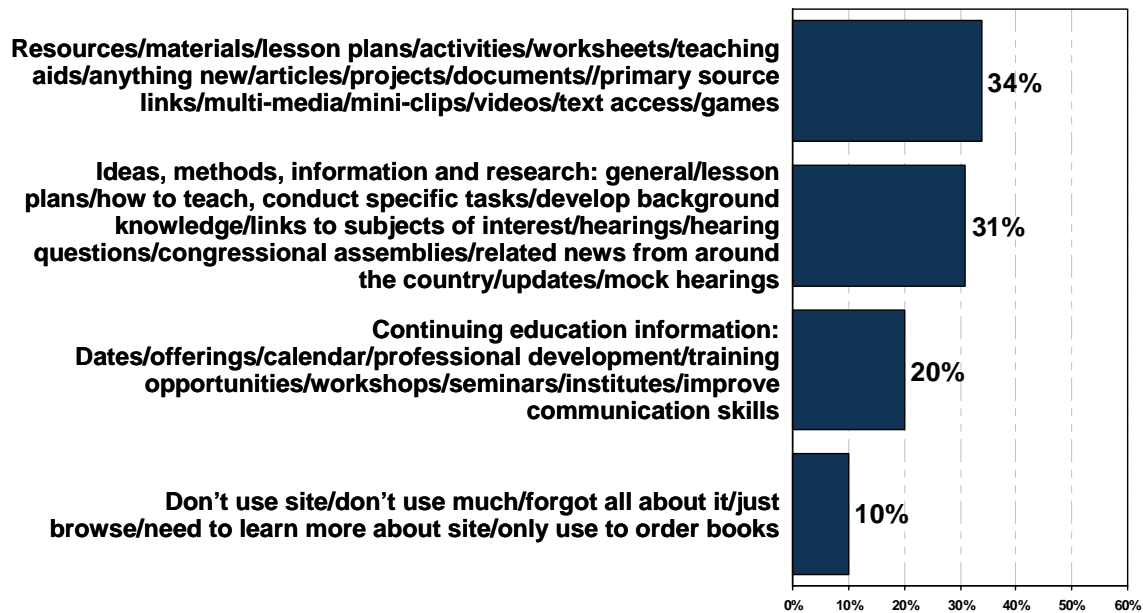 Resources/materials/lesson plans/activities/worksheets/teaching
aids/anything new/articles/projects/documents//primary source
links/multi-media/mini-clips/videos/text access/games
34%
Ideas, methods, information and research: general/lesson
plans/how to teach, conduct specific tasks/develop background
knowledge/links to subjects of interest/hearings/hearing
questions/congressional assemblies/related news from around
the country/updates/mock hearings
31%
Continuing education information:
Dates/offerings/calendar/professional development/training
opportunities/workshops/seminars/institutes/improve
communication skills
20%
Don't use site/don't use much/forgot all about it/just
browse/need to learn more about site/only use to order books
10%
0% 10% 20% 30% 40% 50% 60%